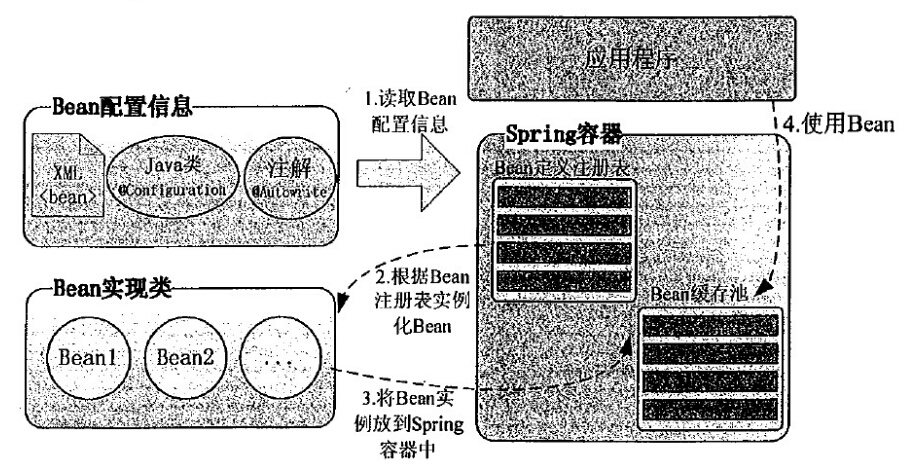 应用程序
Bean配置信息
1.读取Bean
配置信息
XML
<bean>
Java类
@Configuration
注解
@Autowrite
Spring容器
4.使用Bean
Bean定义注册表
2.根据Bean
注册表实例
化Bean
Bean实现类
Bean1
Bean2
...
Bean缓存池
3.将Bean实
例放到Spring
容器中